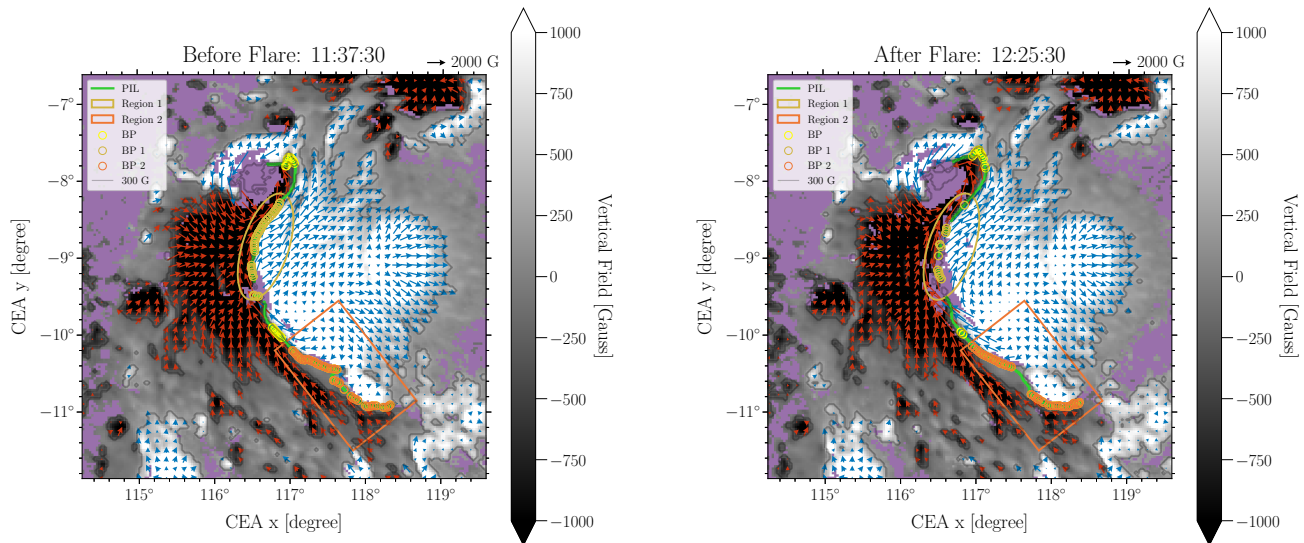 Before Flare: 11:37:30
2000 G
PIL
Region 1
Region 2
BP
BP 1
BP 2
300 G
−7°
−8°
−9°
−10°
−11°
CEA y [degree]
115°
116°
117°
118°
119°
CEA x [degree]
1000
750
500
250
0
−250
−500
−750
−1000
Vertical Field [Gauss]
After Flare: 12:25:30
2000 G
PIL
Region 1
Region 2
BP
BP 1
BP 2
300 G
−7°
−8°
−9°
−10°
−11°
CEA y [degree]
115°
116°
117°
118°
119°
CEA x [degree]
1000
750
500
250
0
−250
−500
−750
−1000
Vertical Field [Gauss]